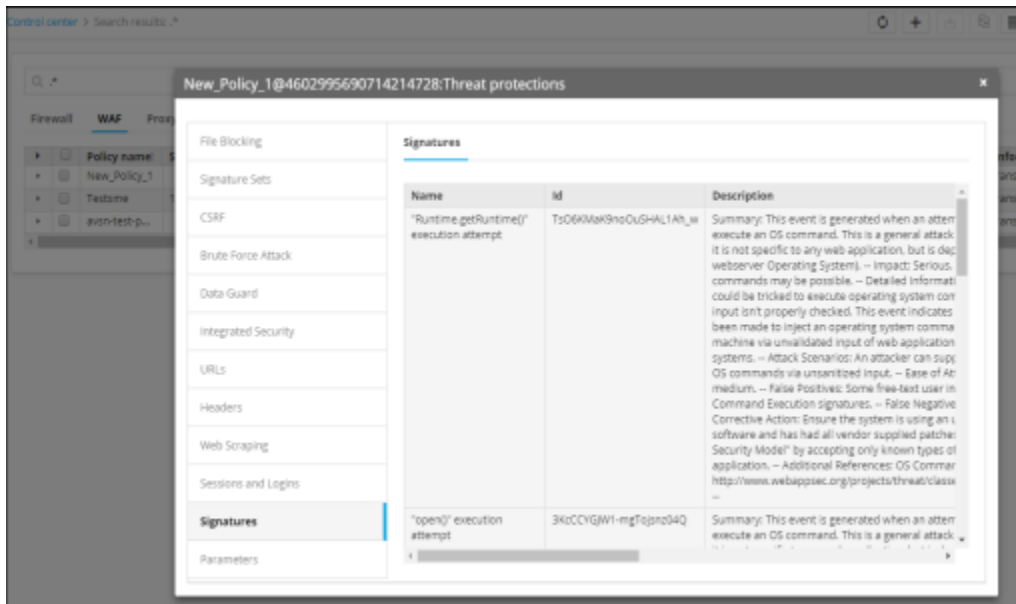 Control center > Search results: .*
.*
New_Policy_1@4602995690714214728:Threat protections
Firewall WAF Proxy
Policy name
New_Policy_1
Testsme
avsn-test-p...
File Blocking
Signature Sets
CSRF
Brute Force Attack
Data Guard
Integrated Security
URLs
Headers
Web Scraping
Sessions and Logins
Signatures
Parameters
Signatures
Name Id Description
"Runtime.getRuntime()"
execution attempt
Summary: This event is generated when an attem
execute an OS command. This is a general attack
it is not specific to any web application, but is dep
webserver Operating System). -- Impact: Serious.
commands may be possible. -- Detailed Informati
could be tricked to execute operating system com
input isn't properly checked. This event indicates
been made to inject an operating system comma
machine via unvalidated input of web application
systems. -- Attack Scenarios: An attacker can supp
OS commands via unsanitized input. -- Ease of Att
medium. -- False Positives: Some free-text user in
Command Execution signatures. -- False Negative
Corrective Action: Ensure the system is using an u
software and has had all vendor supplied patches
Security Model" by accepting only known types of
application. -- Additional References: OS Comman
http://www.webappsec.org/projects/threat/classe
--
"open()" execution
attempt
3KcCCYGJW1-mgTojsnz04Q
Summary: This event is generated when an attem
execute an OS command. This is a general attack